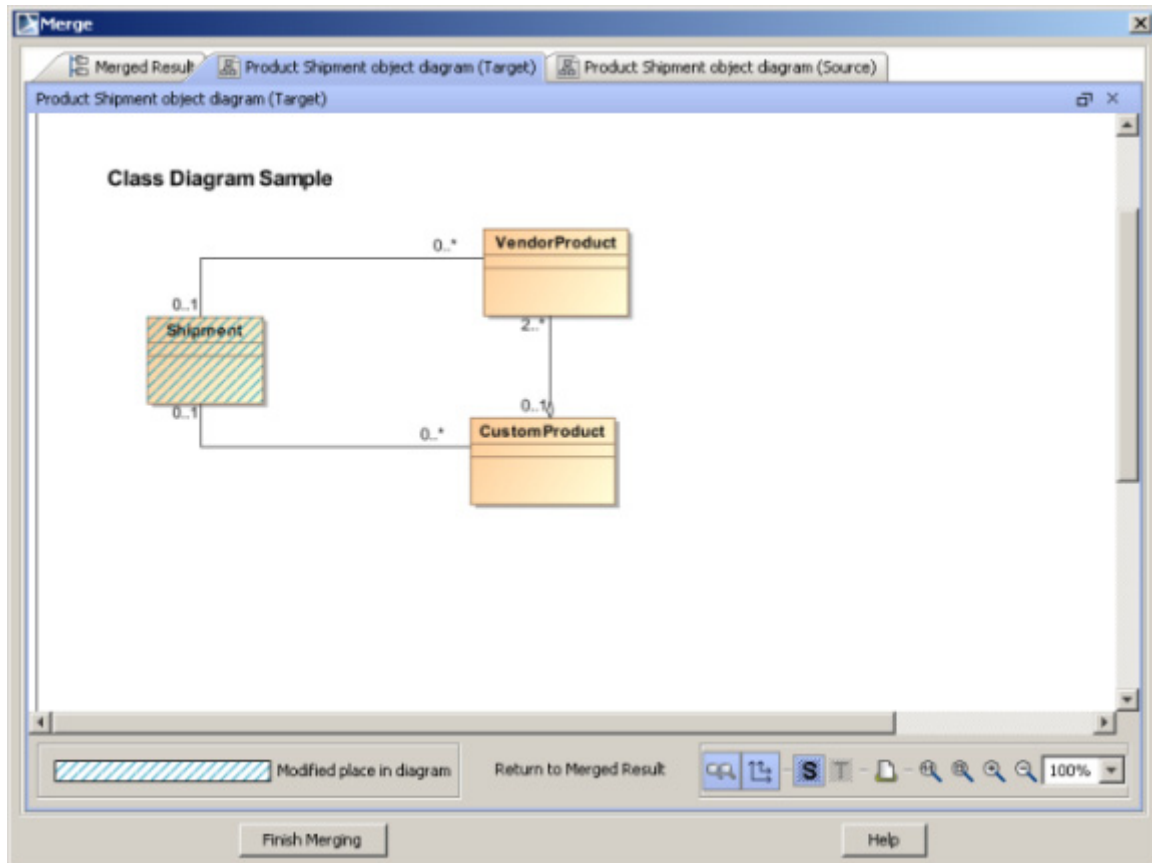 Merge
Merged Result Product Shipment object diagram (Target) Product Shipment object diagram (Source)
Product Shipment object diagram (Target)
Class Diagram Sample
0..* VendorProduct
0..1
Shipment
2..*
0..1
0..1
0..* CustomProduct
Modified place in diagram Return to Merged Result S T 100%
Finish Merging Help